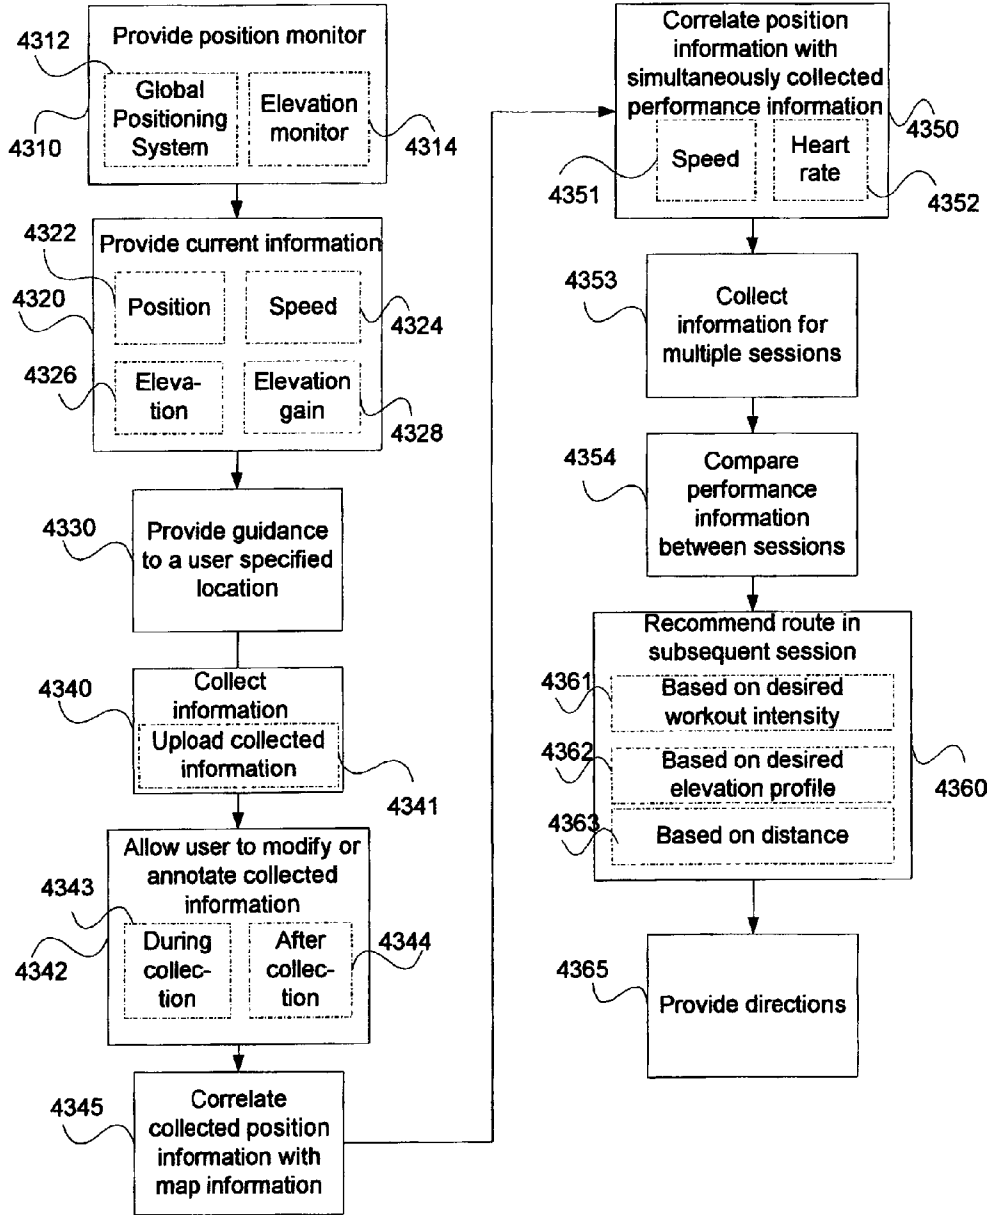 Provide position monitor
4312
Global
Positioning
System
Elevation
monitor
4310
4314
Provide current information
4322
Position
Speed
4320
4324
4326
Eleva-
tion
Elevation
gain
4328
4330
Provide guidance
to a user specified
location
4340
Collect
information
Upload collected
information
4341
Allow user to modify or
annotate collected
information
4343
During
collec-
tion
After
collec-
tion
4344
4342
4345
Correlate
collected position
information with
map information
Correlate position
information with
simultaneously collected
performance information
4350
Speed
Heart
rate
4351
4352
4353
Collect
information for
multiple sessions
4354
Compare
performance
information
between sessions
Recommend route in
subsequent session
4361
Based on desired
workout intensity
4362
Based on desired
elevation profile
4360
4363
Based on distance
4365
Provide directions